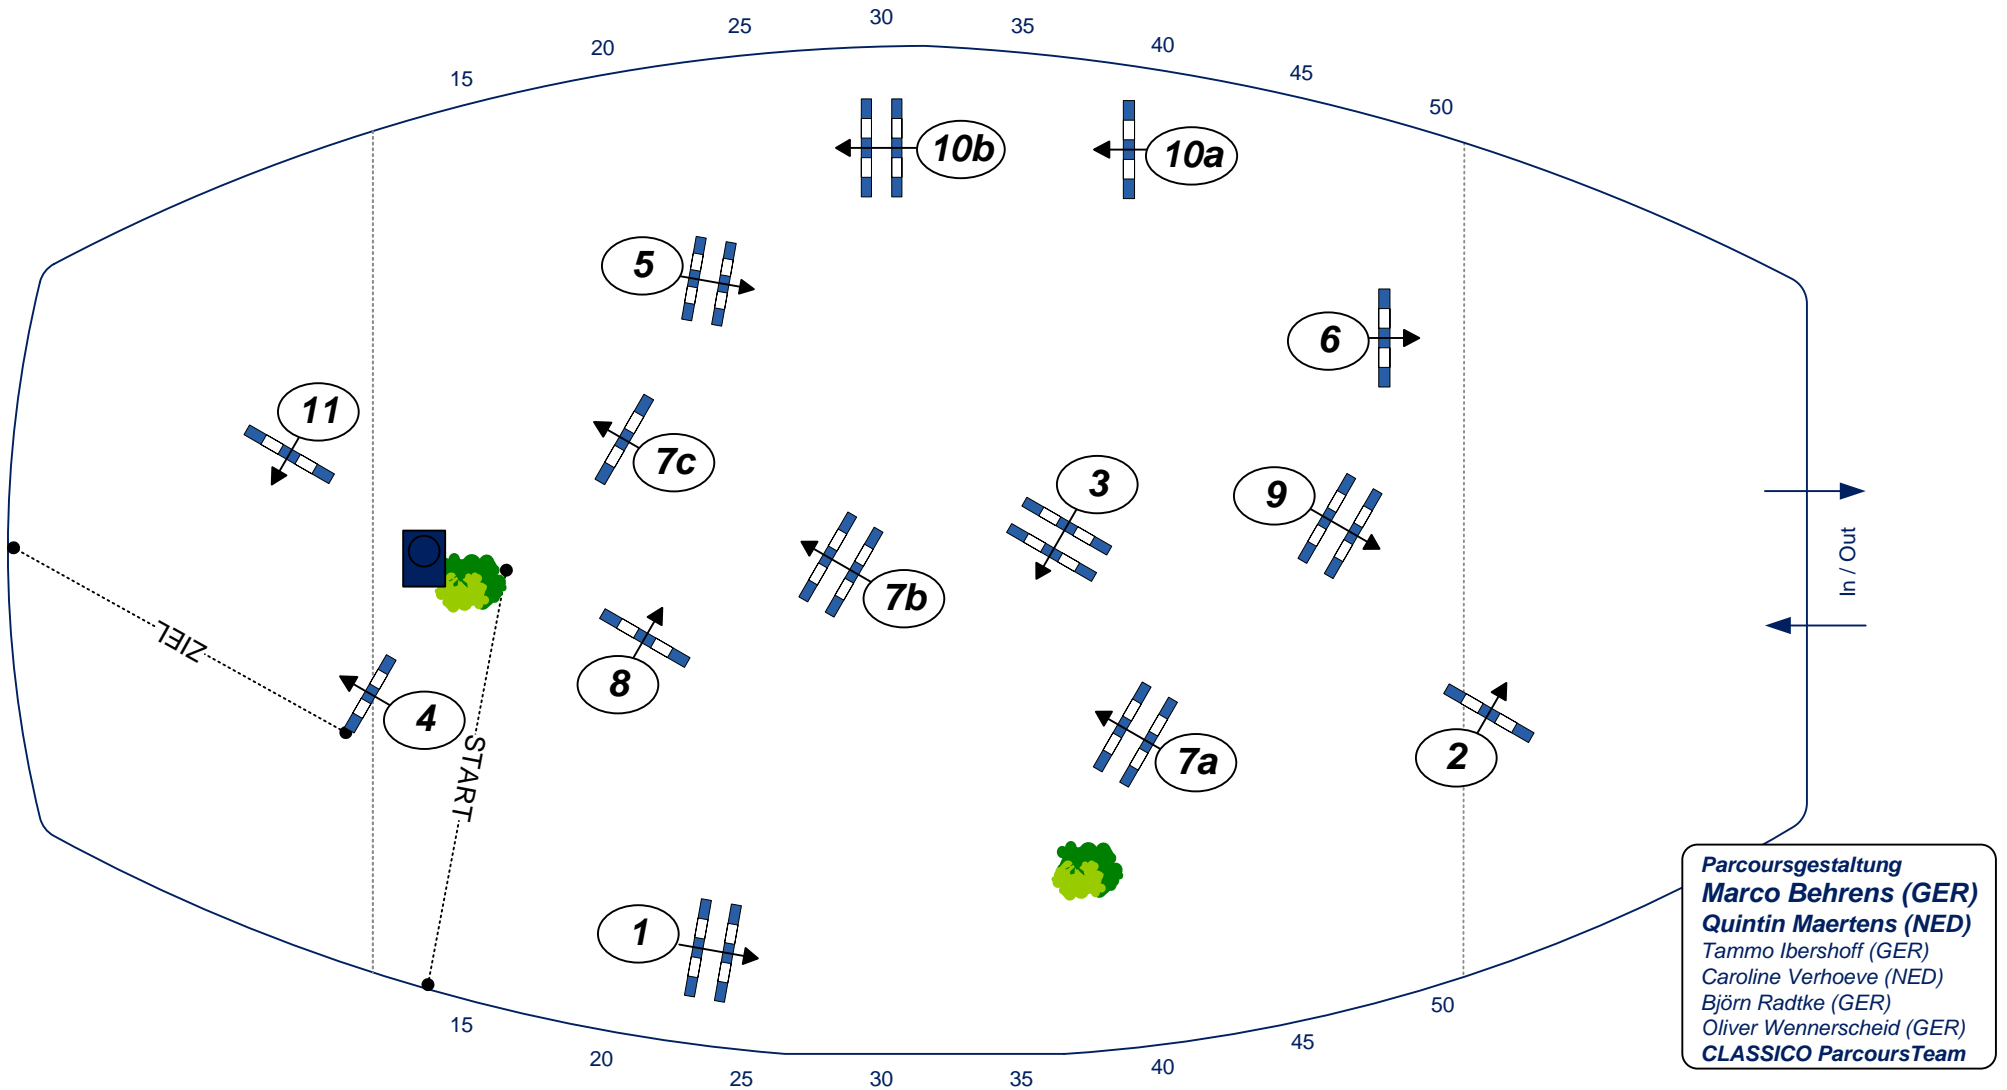 30
25
35
20
40
45
15
50
10b
10a
5
6
11
7c
3
9
In / Out
7b
ZIEL
8
4
START
2
7a
1
Parcoursgestaltung
Marco Behrens (GER)
Quintin Maertens (NED)
Tammo Ibershoff (GER)
Caroline Verhoeve (NED)
Björn Radtke (GER)
Oliver Wennerscheid (GER)
CLASSICO ParcoursTeam
50
15
45
20
40
25
30
35